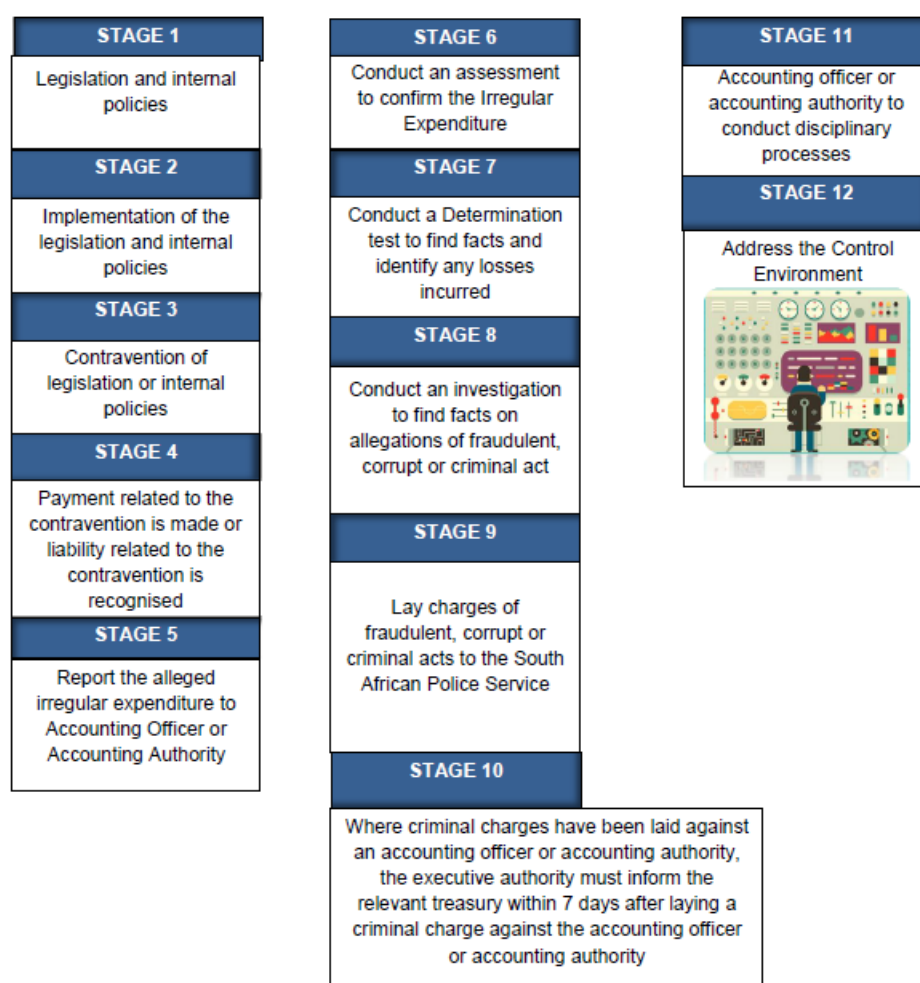 STAGE 1
Legislation and internal
policies
STAGE 2
Implementation of the
legislation and internal
policies
STAGE 3
Contravention of
legislation or internal
policies
STAGE 4
Payment related to the
contravention is made or
liability related to the
contravention is
recognised
STAGE 5
Report the alleged
irregular expenditure to
Accounting Officer or
Accounting Authority
STAGE 6
Conduct an assessment
to confirm the Irregular
Expenditure
STAGE 7
Conduct a Determination
test to find facts and
identify any losses
incurred
STAGE 8
Conduct an investigation
to find facts on
allegations of fraudulent,
corrupt or criminal act
STAGE 9
Lay charges of
fraudulent, corrupt or
criminal acts to the South
African Police Service
STAGE 10
Where criminal charges have been laid against
an accounting officer or accounting authority,
the executive authority must inform the
relevant treasury within 7 days after laying a
criminal charge against the accounting officer
or accounting authority
STAGE 11
Accounting officer or
accounting authority to
conduct disciplinary
processes
STAGE 12
Address the Control
Environment